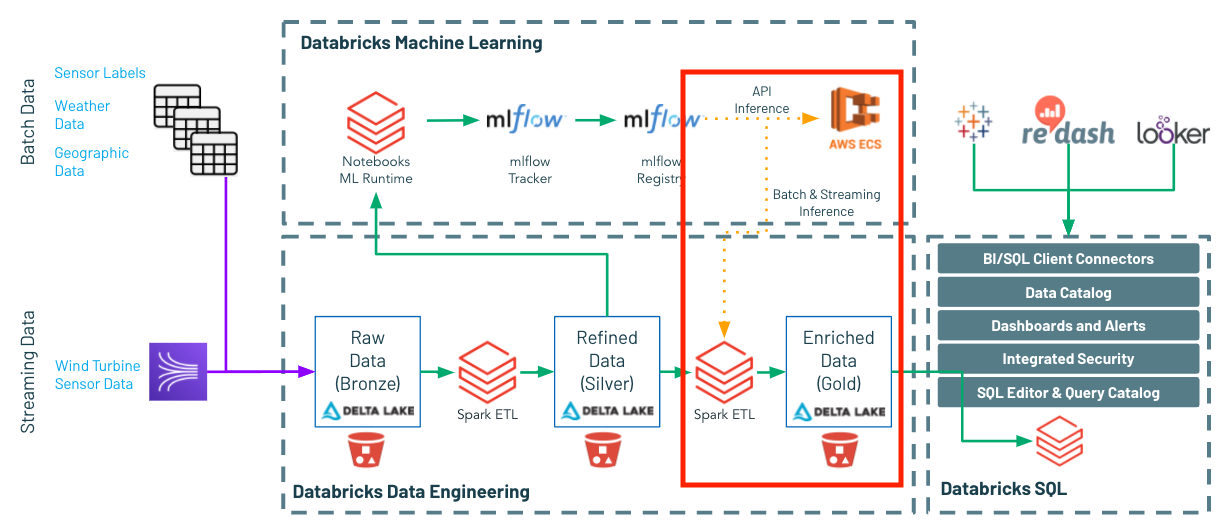 Databricks Machine Learning
Batch Data
Sensor Labels
Weather
Data
Geographic
Data
Notebooks
ML Runtime
mlflow
mlflow
Tracker
mlflow
mlflow
Registry
API
Inference
AWS ECS
Batch & Streaming
Inference
re:dash
looker
Streaming Data
Wind Turbine
Sensor Data
Raw
Data
(Bronze)
DELTA LAKE
Spark ETL
Refined
Data
(Silver)
DELTA LAKE
Spark ETL
Enriched
Data
(Gold)
DELTA LAKE
Databricks Data Engineering
BI/SQL Client Connectors
Data Catalog
Dashboards and Alerts
Integrated Security
SQL Editor & Query Catalog
Databricks SQL